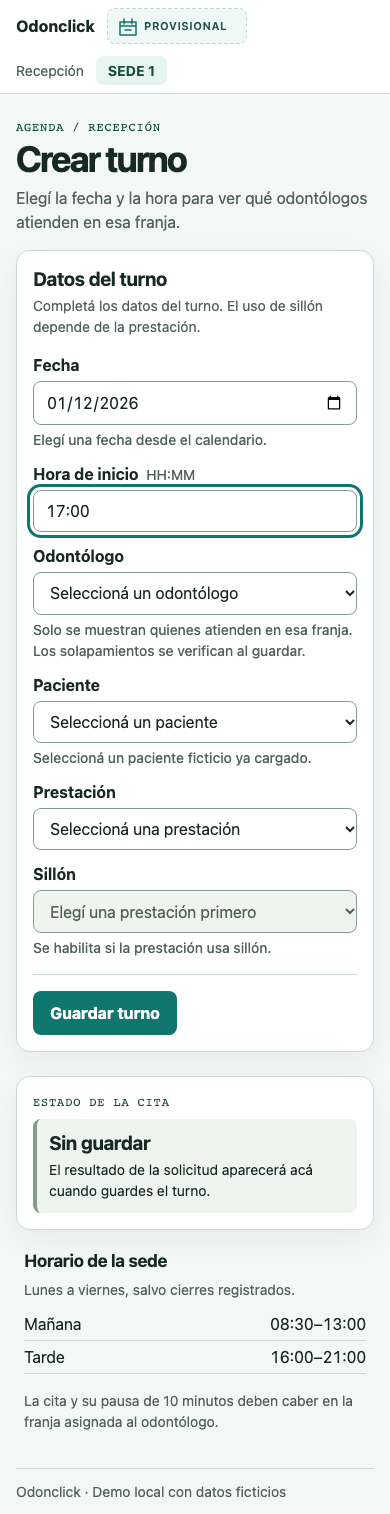 Odonclick PROVISIONAL
Recepción SEDE 1
AGENDA / RECEPCIÓN
Crear turno
Elegí la fecha y la hora para ver qué odontólogos
atienden en esa franja.
Datos del turno
Completá los datos del turno. El uso de sillón
depende de la prestación.
Fecha
01/12/2026
Elegí una fecha desde el calendario.
Hora de inicio HH:MM
17:00
Odontólogo
Seleccioná un odontólogo
Solo se muestran quienes atienden en esa franja.
Los solapamientos se verifican al guardar.
Paciente
Seleccioná un paciente
Seleccioná un paciente ficticio ya cargado.
Prestación
Seleccioná una prestación
Sillón
Elegí una prestación primero
Se habilita si la prestación usa sillón.
Guardar turno
ESTADO DE LA CITA
Sin guardar
El resultado de la solicitud aparecerá acá
cuando guardes el turno.
Horario de la sede
Lunes a viernes, salvo cierres registrados.
Mañana 08:30–13:00
Tarde 16:00–21:00
La cita y su pausa de 10 minutos deben caber en la
franja asignada al odontólogo.
Odonclick · Demo local con datos ficticios